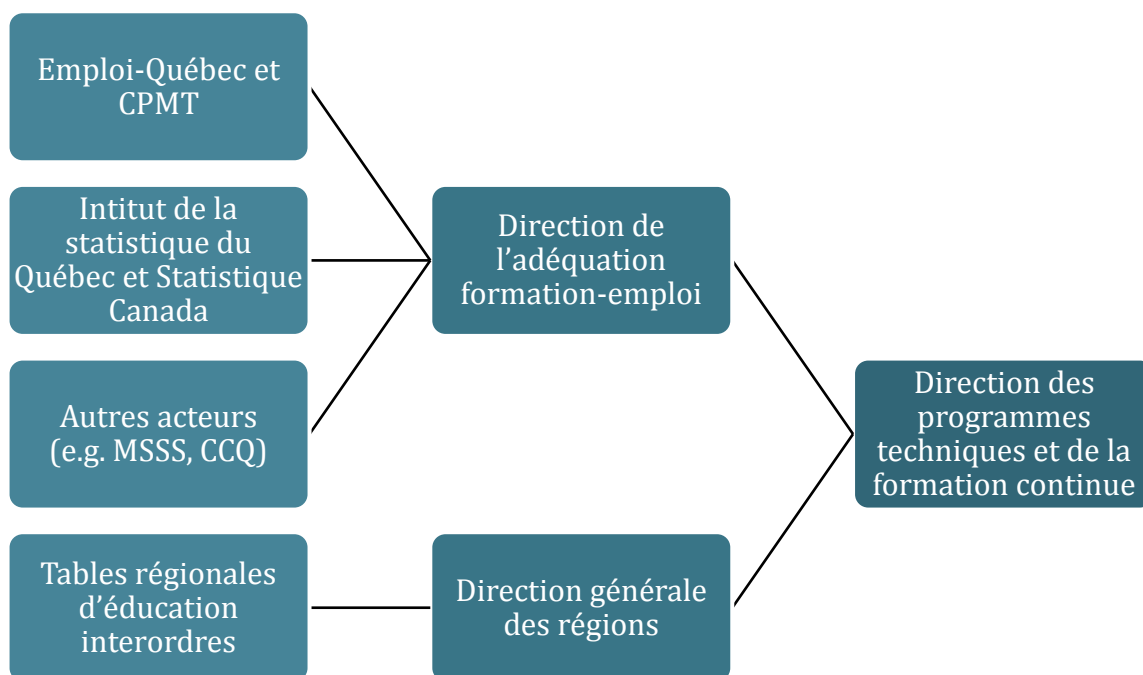 Emploi-Québec et
CPMT
Intitut de la
statistique du
Québec et Statistique
Canada
Autres acteurs
(e.g. MSSS, CCQ)
Tables régionales
d’éducation
interordres
Direction de
l’adéquation
formation-emploi
Direction générale
des régions
Direction des
programmes
techniques et de la
formation continue